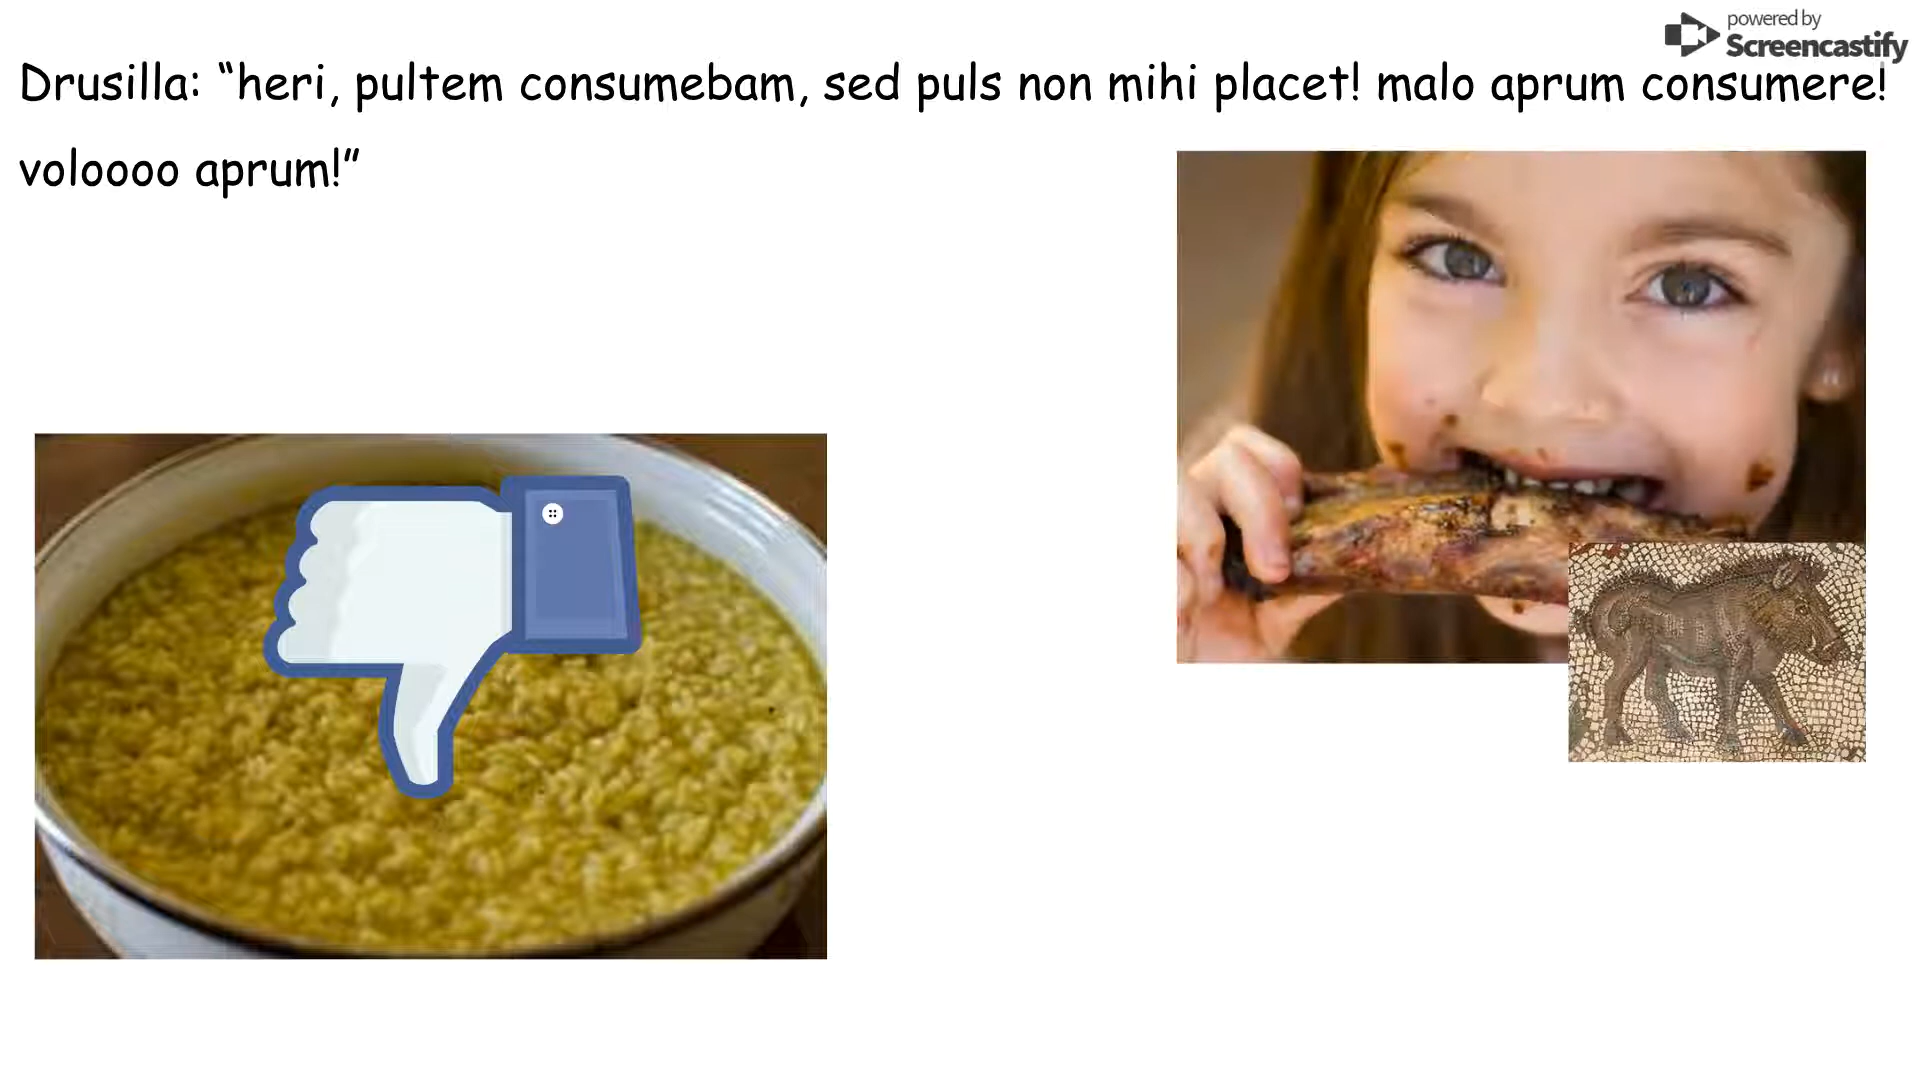 powered by
Screencastify
Drusilla: “heri, pultem consumebam, sed puls non mihi placet! malo aprum consumere!
voloooo aprum!”